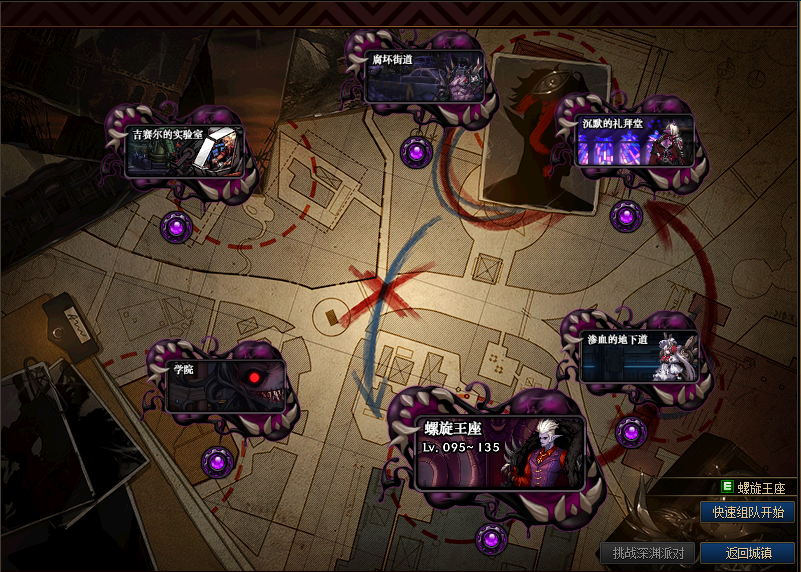 腐坏街道
沉默的礼拜堂
吉赛尔的实验室
渗血的地下道
学院
螺旋王座
Lv. 095~135
E 螺旋王座
快速组队开始
挑战深渊派对
返回城镇